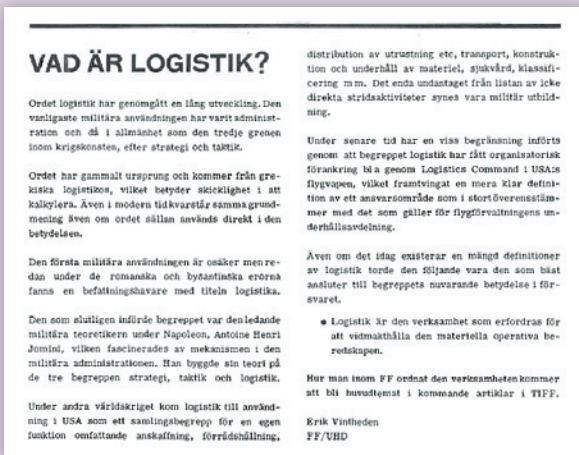 VAD ÄR LOGISTIK?
Ordet logistik har genomgått en lång utveckling. Den
vanligaste militära användningen har varit administ-
ration och då i allmänhet som den tredje grenen
inom krigskonsten, efter strategi och taktik.
Ordet har gammalt ursprung och kommer från gre-
kiska logistikos, vilket betyder skicklighet i att
kalkylera. Även i modern tid kvarstår samma grund-
mening även om ordet sällan används direkt i den
betydelsen.
Den första militära användningen är osäker men re-
dan under de romanska och bysantinska erorna
fanns en befattningshavare med titeln logistika.
Den som slutligen införde begreppet var den ledande
militära teoretikern under Napoleon, Antoine Henri
Jomini, vilken fascinerades av mekanismen i den
militära administrationen. Han byggde sin teori på
de tre begreppen strategi, taktik och logistik.
Under andra världskriget kom logistik till använd-
ning i USA som ett samlingsbegrepp för en egen
funktion omfattande anskaffning, förrådshållning,
distribution av utrustning etc, transport, konstruk-
tion och underhåll av materiel, sjukvård, klassifi-
cering m m. Det enda undantaget från listan av icke
direkta stridsaktiviteter synes vara militär utbild-
ning.
Under senare tid har en viss begränsning införts
genom att begreppet logistik har fått organisatorisk
förankring bl a genom Logistics Command i USA:s
flygvapen, vilket framtvingat en mera klar defini-
tion av ett ansvarsområde som i stort överensstäm-
mer med det som gäller för flygförvaltningens un-
derhållsavdelning.
Även om det idag existerar en mängd definitioner
av logistik torde den följande vara den som bäst
ansluter till begreppets nuvarande betydelse i för-
svaret.
● Logistik är den verksamhet som erfordras för
att vidmakthålla den materiella operativa be-
redskapen.
Hur man inom FF ordnat den verksamheten kommer
att bli huvudtemat i kommande artiklar i TIFF.
Erik Vintheden
FF/UHD